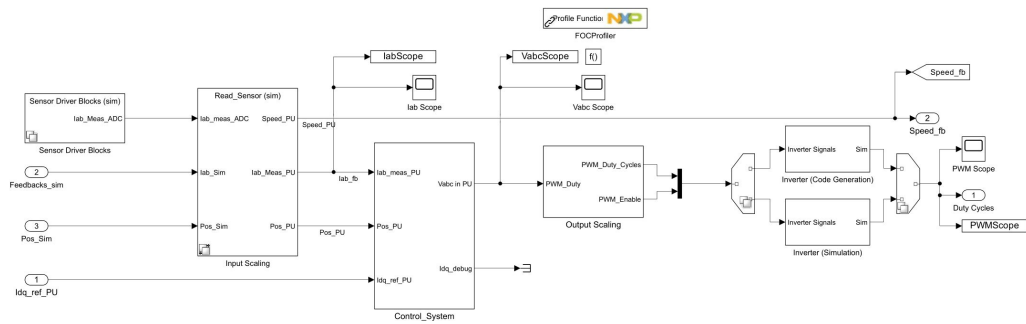 Profile Function
NXP
FOCProfiler
IabScope
Iab Scope
VabcScope
f()
Vabc Scope
Speed_fb
2
Speed_fb
Sensor Driver Blocks (sim)
Iab_Meas_ADC
Sensor Driver Blocks
Read_Sensor (sim)
Iab_meas_ADC
Speed_PU
Speed_PU
2
Feedbacks_sim
Iab_Sim
Iab_Meas_PU
Iab_fb
3
Pos_Sim
Pos_Sim
Pos_PU
Pos_PU
Input Scaling
1
Idq_ref_PU
Iab_meas_PU
Vabc in PU
Pos_PU
Idq_debug
Idq_ref_PU
Control_System
PWM_Duty
PWM_Duty_Cycles
PWM_Enable
Output Scaling
Inverter Signals
Sim
Inverter (Code Generation)
Inverter Signals
Sim
Inverter (Simulation)
PWM Scope
1
Duty Cycles
PWMScope